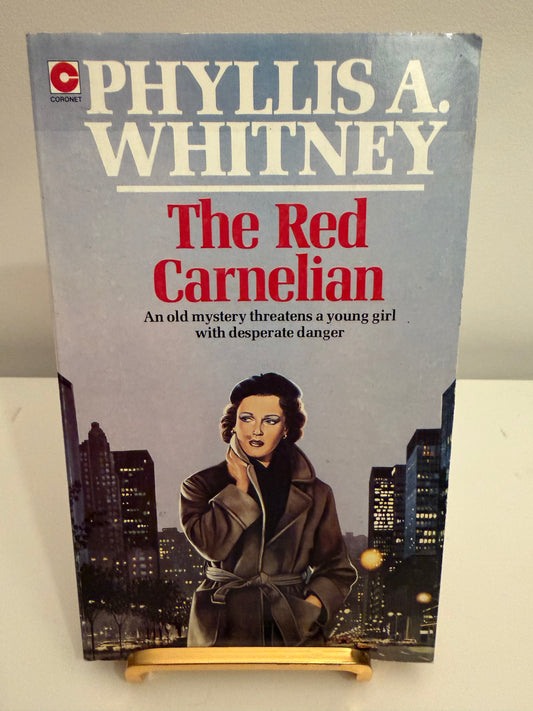 CORONET
PHYLLIS A.
WHITNEY
The Red
Carnelian
An old mystery threatens a young girl
with desperate danger